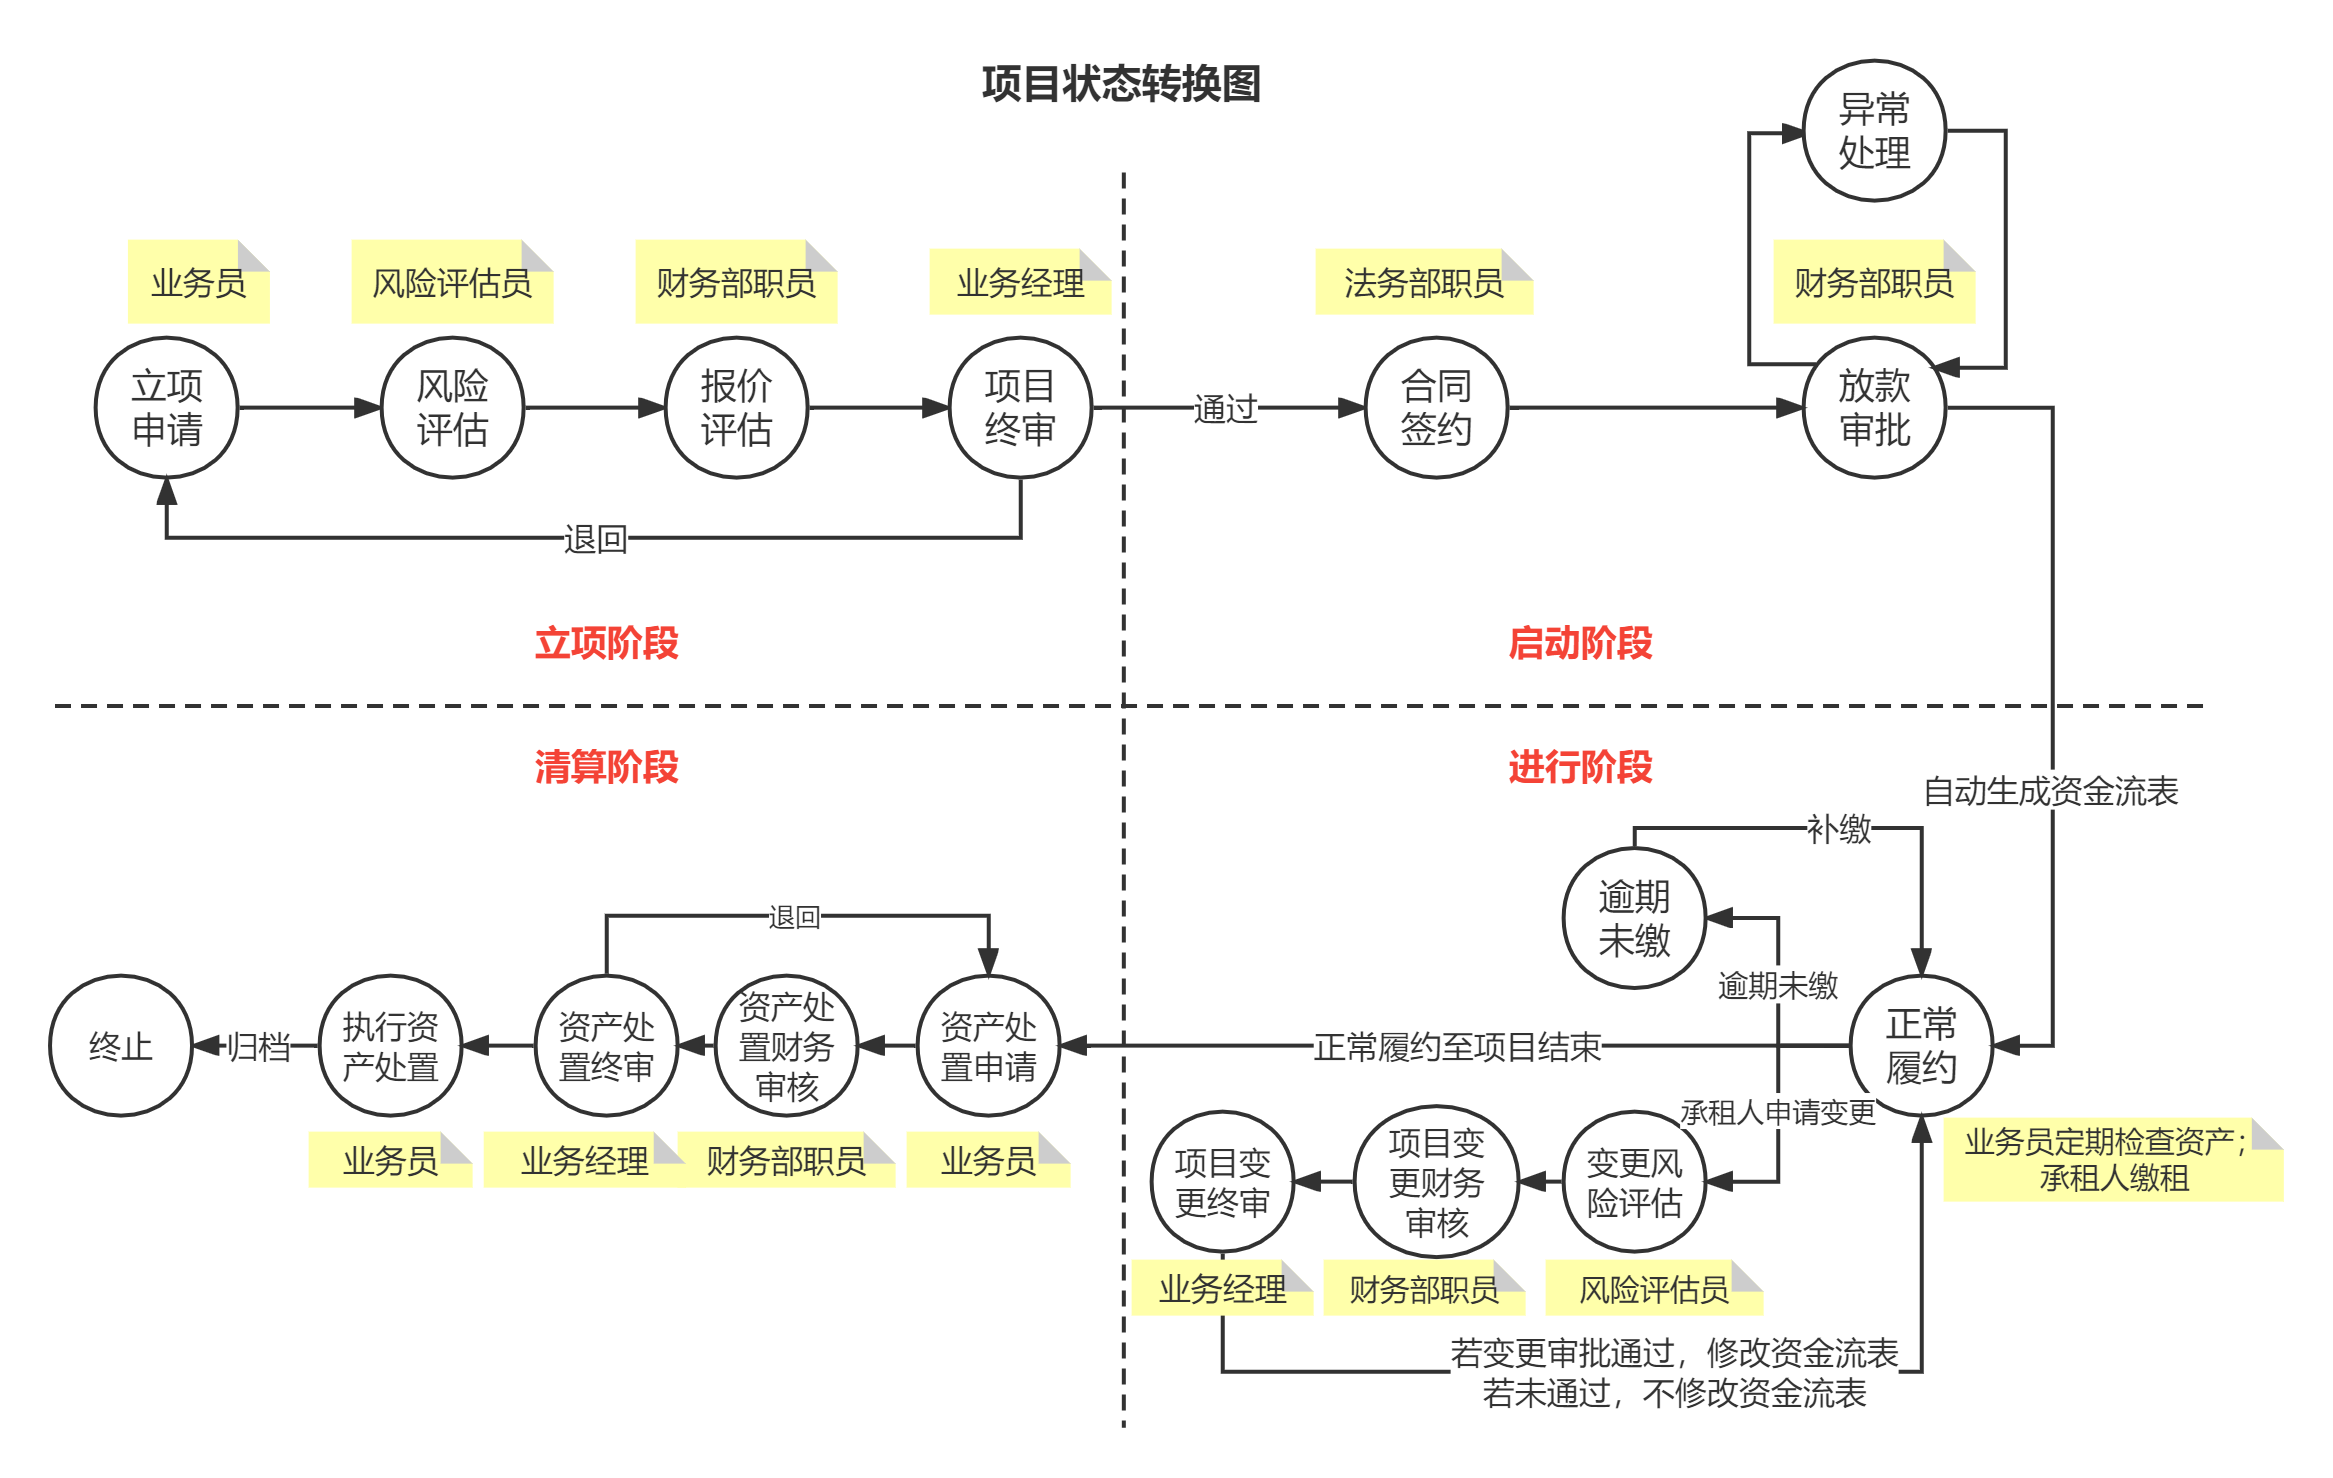 项目状态转换图
异常
处理
业务员
风险评估员
财务部职员
业务经理
法务部职员
财务部职员
立项
申请
风险
评估
报价
评估
项目
终审
通过
合同
签约
放款
审批
退回
立项阶段
启动阶段
清算阶段
进行阶段
自动生成资金流表
补缴
逾期
未缴
逾期未缴
退回
终止
归档
执行资
产处置
资产处
置终审
资产处
置财务
审核
资产处
置申请
正常履约至项目结束
正常
履约
承租人申请变更
业务员
业务经理
财务部职员
业务员
项目变
更终审
项目变
更财务
审核
变更风
险评估
业务员定期检查资产；
承租人缴租
业务经理
财务部职员
风险评估员
若变更审批通过，修改资金流表
若未通过，不修改资金流表